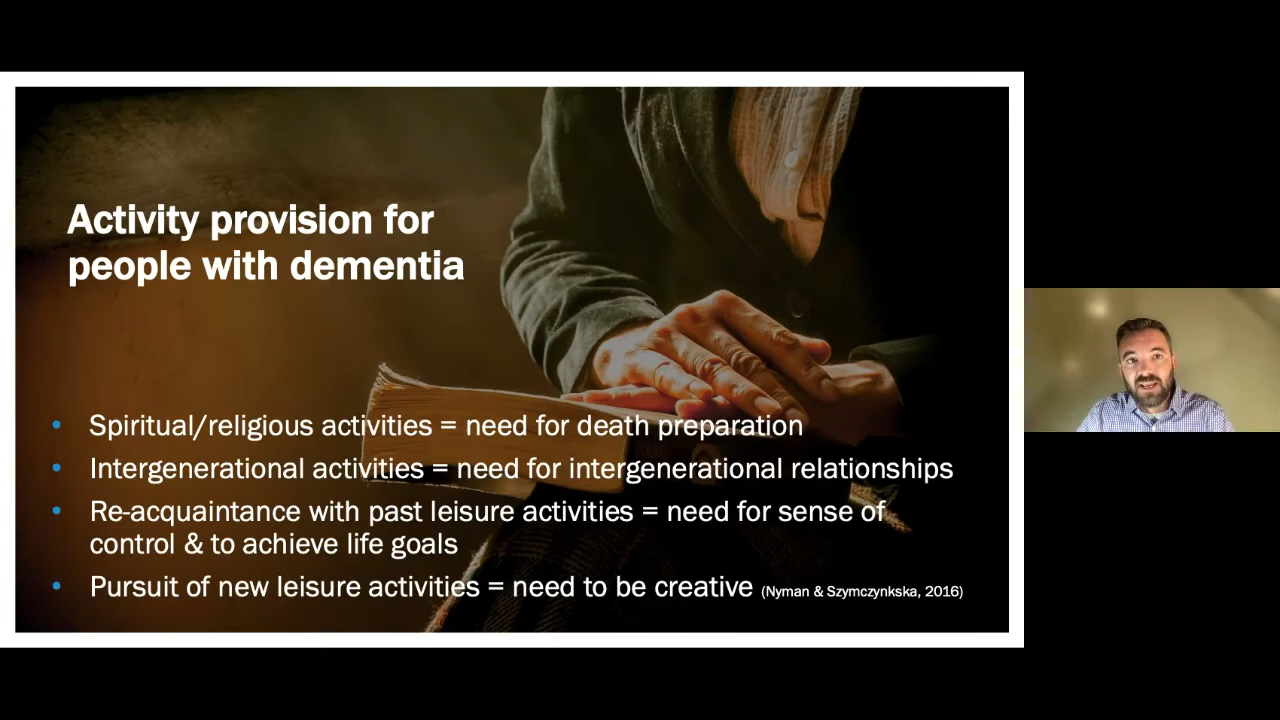 Activity provision for
people with dementia
• Spiritual/religious activities = need for death preparation
• Intergenerational activities = need for intergenerational relationships
• Re-acquaintance with past leisure activities = need for sense of
control & to achieve life goals
• Pursuit of new leisure activities = need to be creative (Nyman & Szymczynkska, 2016)